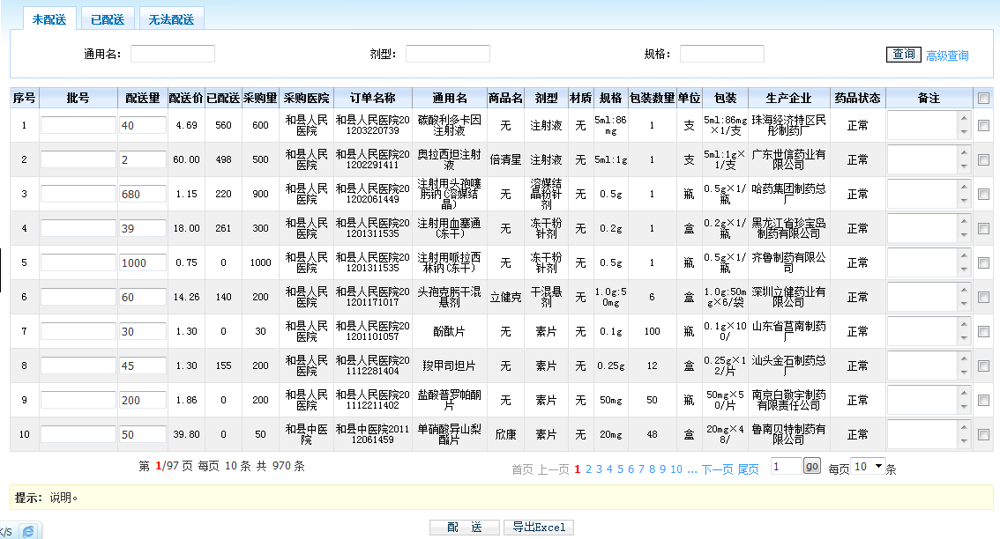 未配送 已配送 无法配送
通用名: 剂型: 规格: 查询 高级查询
序号 批号 配送量 配送价 已配送 采购量 采购医院 订单名称 通用名 商品名 剂型 材质 规格 包装数量 单位 包装 生产企业 药品状态 备注
1 40 4.69 560 600 和县人民医院 和县人民医院201203220739 碳酸利多卡因注射液 无 注射液 无 5ml:86mg 1 支 5ml:86mg×1/支 珠海经济特区民彤制药厂 正常
2 2 60.00 498 500 和县人民医院 和县人民医院201202291411 奥拉西坦注射液 倍清星 注射液 无 5ml:1g 1 支 5ml:1g×1/支 广东世信药业有限公司 正常
3 680 1.15 220 900 和县人民医院 和县人民医院201202061449 注射用头孢噻肟钠(溶媒结晶) 无 溶媒结晶粉针剂 无 0.5g 1 瓶 0.5g×1/瓶 哈药集团制药总厂 正常
4 39 18.00 261 300 和县人民医院 和县人民医院201201311535 注射用血塞通(冻干) 无 冻干粉针剂 无 0.2g 1 盒 0.2g×1/瓶 黑龙江省珍宝岛制药有限公司 正常
5 1000 0.75 0 1000 和县人民医院 和县人民医院201201311535 注射用哌拉西林钠(冻干) 无 冻干粉针剂 无 0.5g 1 瓶 0.5g×1/瓶 齐鲁制药有限公司 正常
6 60 14.26 140 200 和县人民医院 和县人民医院201201171017 头孢克肟干混悬剂 立健克 干混悬剂 无 1.0g:50mg 6 盒 1.0g:50mg×6/袋 深圳立健药业有限公司 正常
7 30 1.30 0 30 和县人民医院 和县人民医院201201101057 酚酞片 无 素片 无 0.1g 100 瓶 0.1g×100/ 山东省莒南制药厂 正常
8 45 1.30 155 200 和县人民医院 和县人民医院201112281404 羧甲司坦片 无 素片 无 0.25g 12 盒 0.25g×12/片 汕头金石制药总厂 正常
9 200 1.86 0 200 和县人民医院 和县人民医院201112211402 盐酸普罗帕酮片 无 素片 无 50mg 50 瓶 50mg×50/片 南京白敬宇制药有限责任公司 正常
10 50 39.80 0 50 和县中医院 和县中医院201112061459 单硝酸异山梨酯片 欣康 素片 无 20mg 48 盒 20mg×48/ 鲁南贝特制药有限公司 正常
第 1/97 页 每页 10 条 共 970 条 首页 上一页 1 2 3 4 5 6 7 8 9 10 ... 下一页 尾页 1 go 每页 10 条
提示: 说明。
K/S 配 送 导出Excel